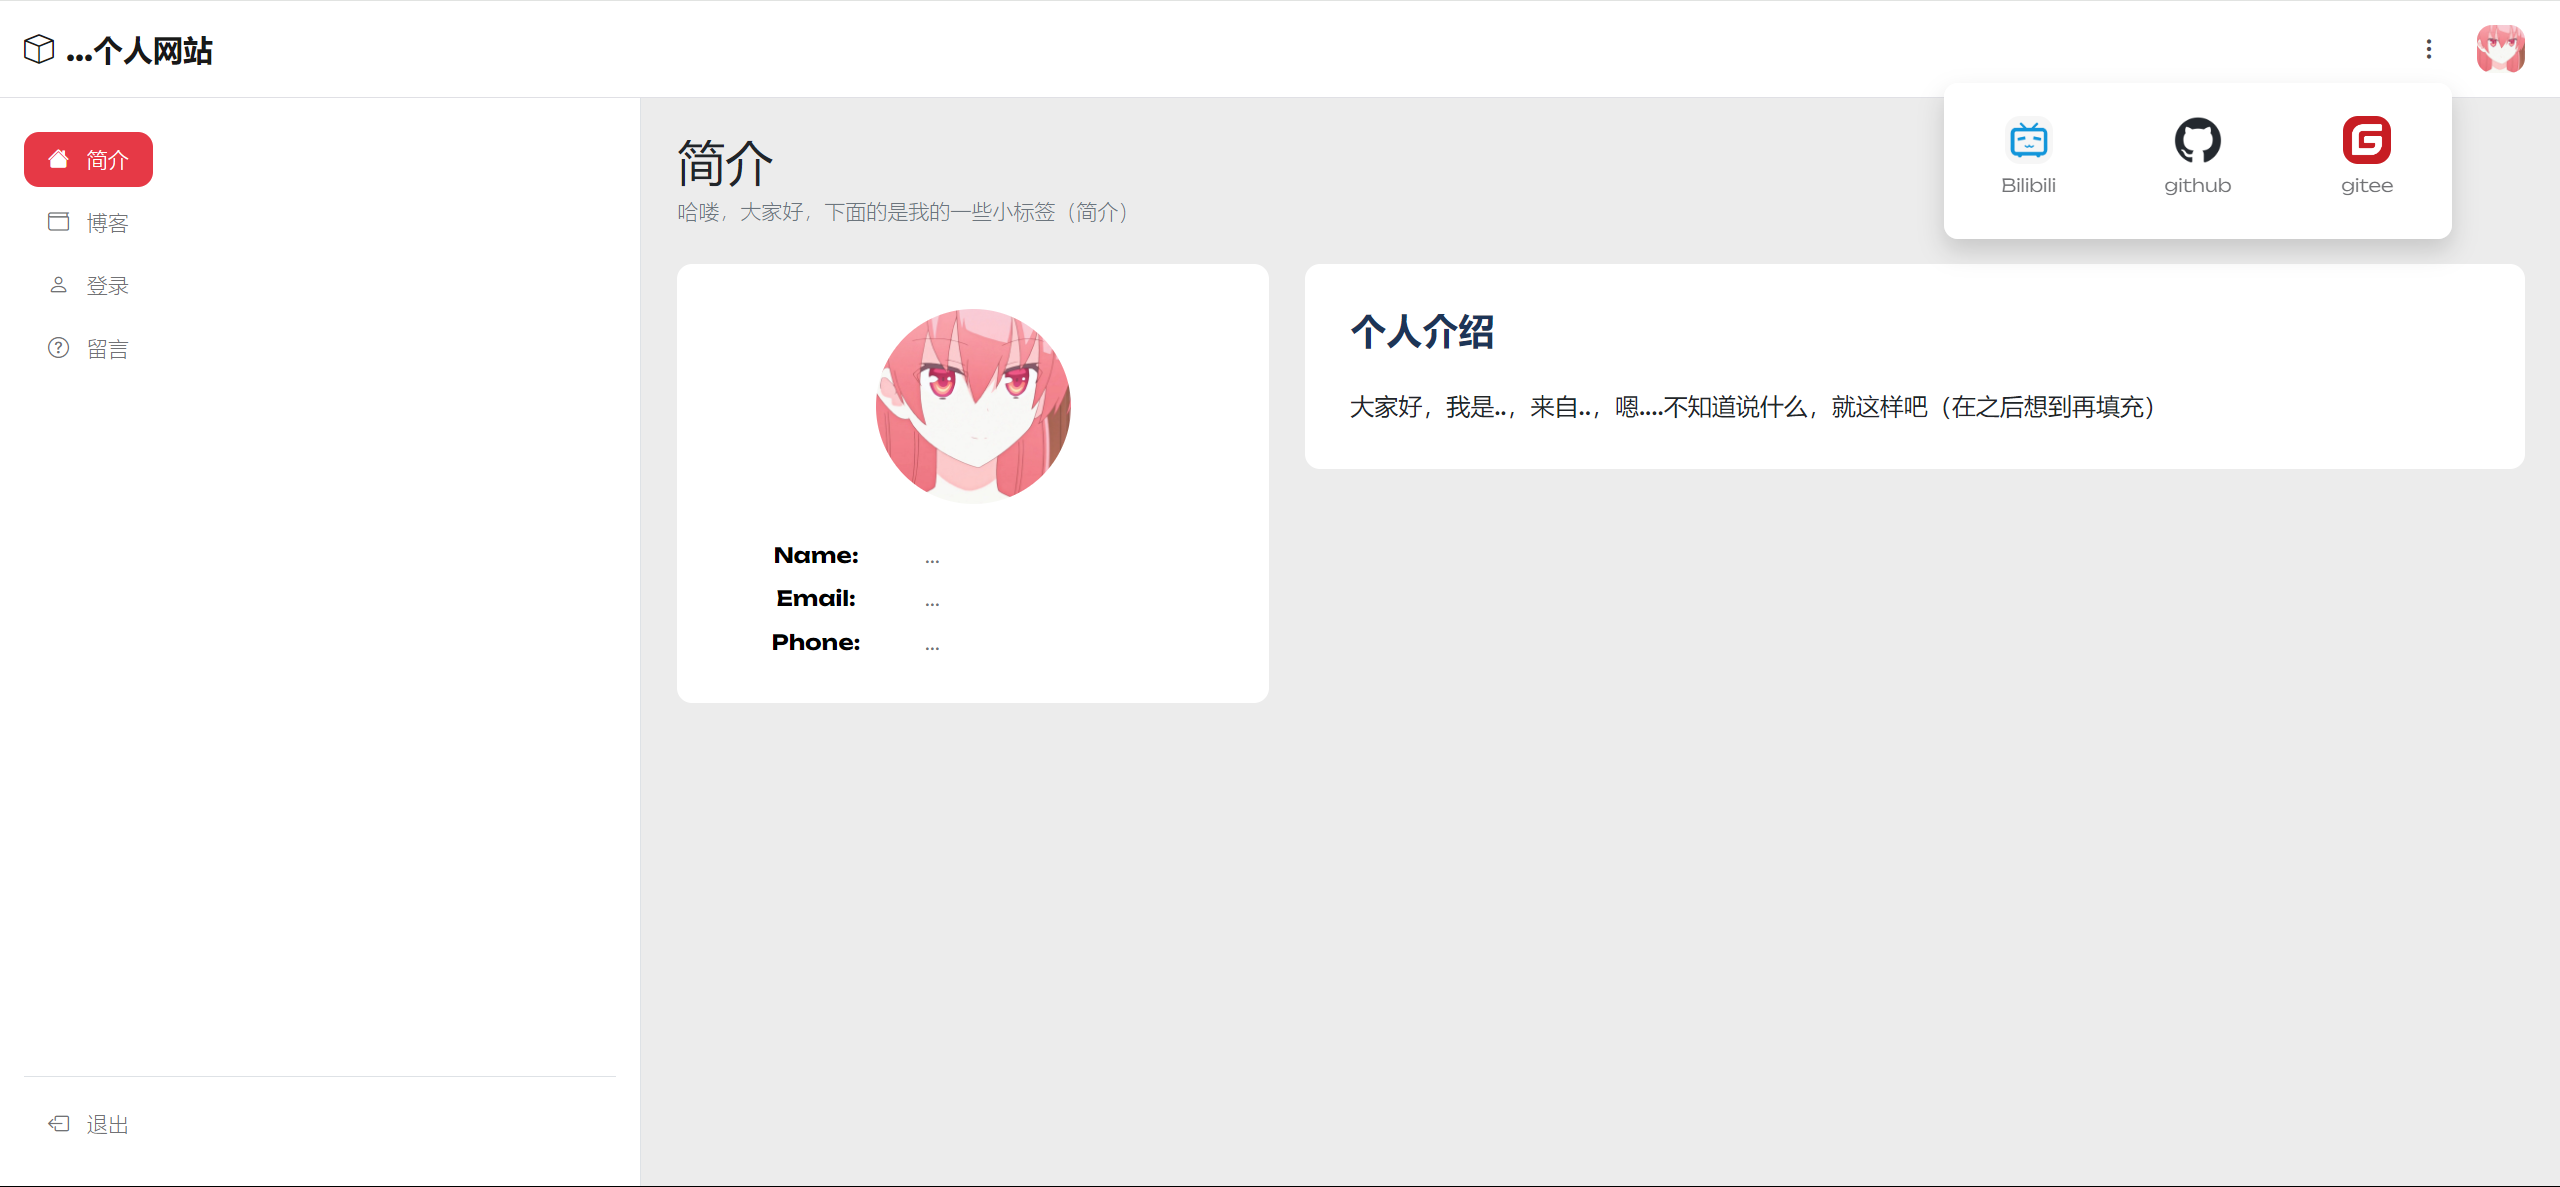 ...个人网站
Bilibili
github
gitee
简介
博客
登录
留言
退出
简介
哈喽，大家好，下面的是我的一些小标签（简介）
Name: ...
Email: ...
Phone: ...
个人介绍
大家好，我是..，来自..，嗯....不知道说什么，就这样吧（在之后想到再填充）